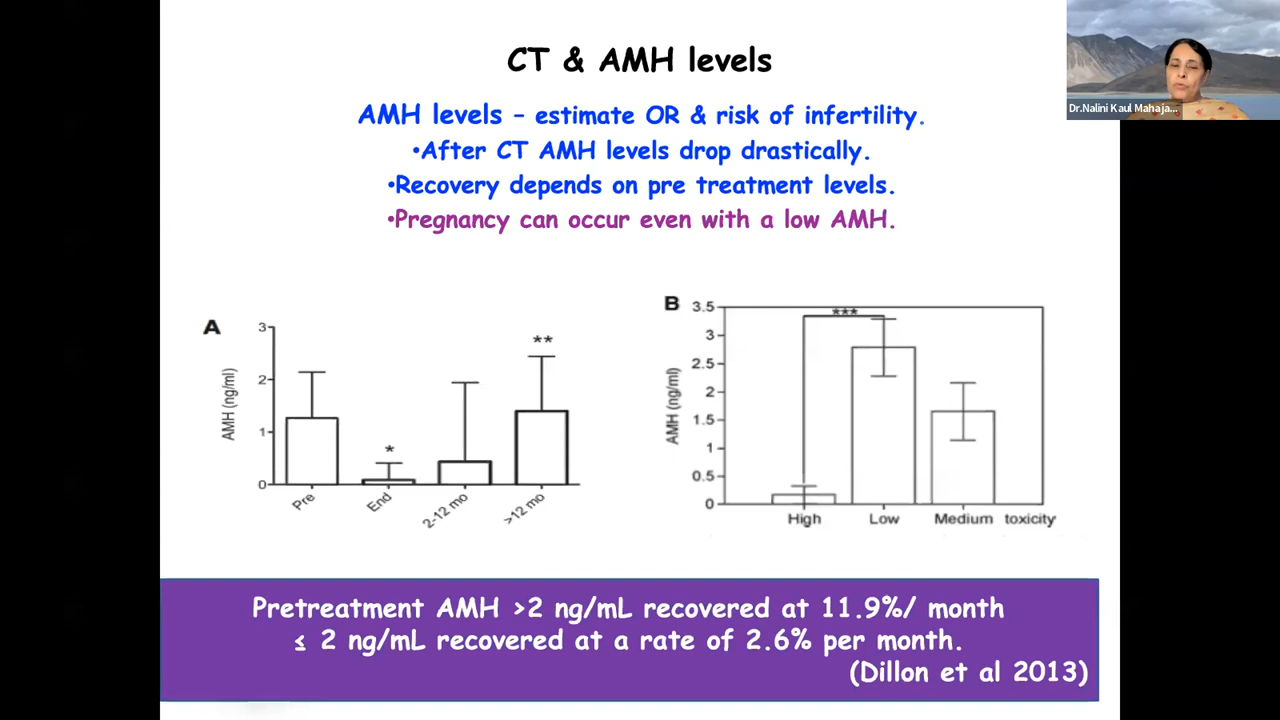 CT & AMH levels
Dr.Nalini Kaul Mahaja...
AMH levels – estimate OR & risk of infertility.
•After CT AMH levels drop drastically.
•Recovery depends on pre treatment levels.
•Pregnancy can occur even with a low AMH.
A
AMH (ng/ml)
3
2
1
0
*
**
Pre
End
2-12 mo
>12 mo
B
AMH (ng/ml)
3.5
3
2.5
2
1.5
1
0.5
0
***
High Low Medium toxicity
Pretreatment AMH >2 ng/mL recovered at 11.9%/ month
≤ 2 ng/mL recovered at a rate of 2.6% per month.
(Dillon et al 2013)